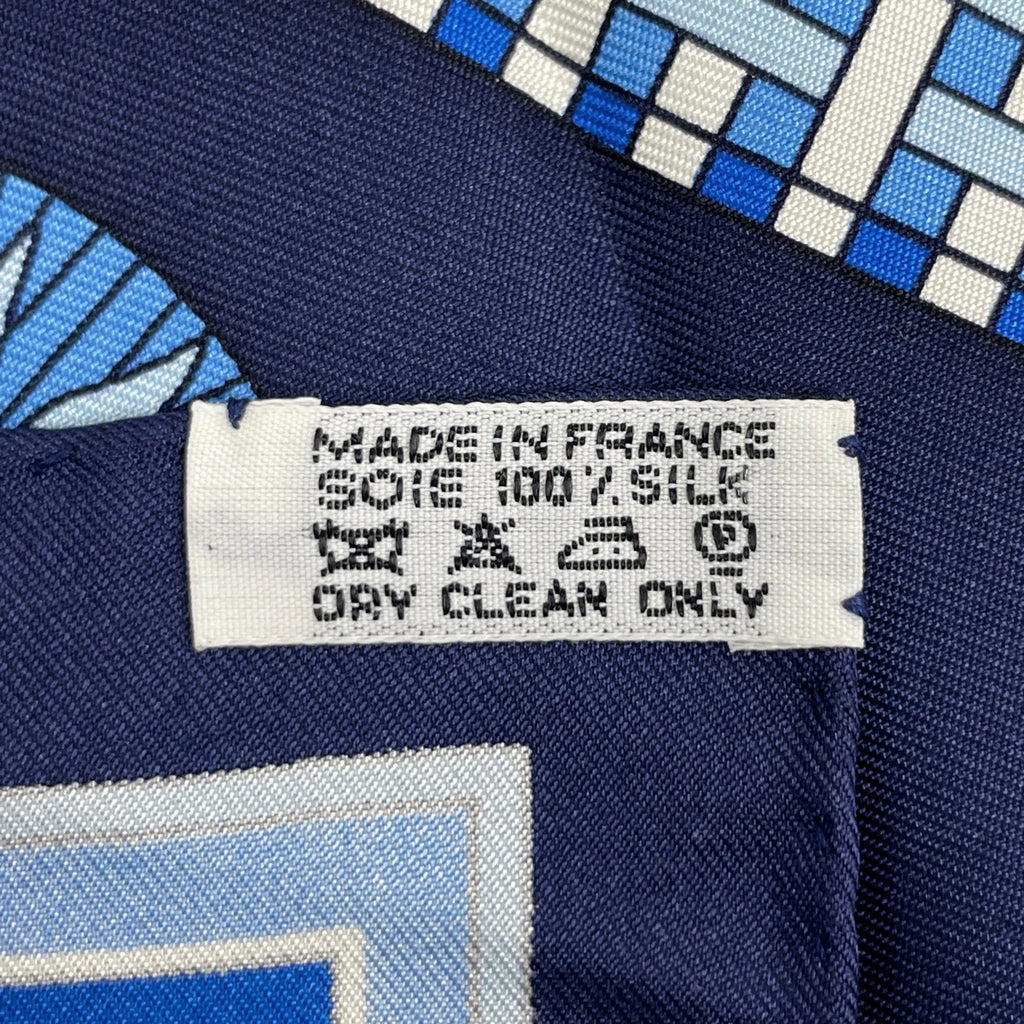 MADE IN FRANCE
SOIE 100% SILK
P
DRY CLEAN ONLY